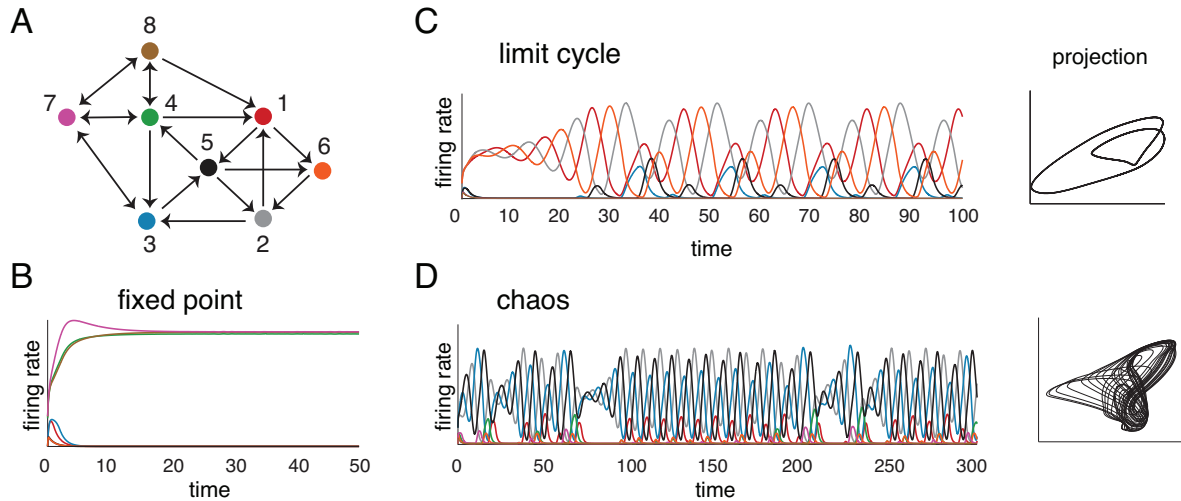 A
8
7
4
1
5
6
3
2
B
fixed point
firing rate
0
10
20
30
40
50
time
C
limit cycle
projection
firing rate
0
10
20
30
40
50
60
70
80
90
100
time
D
chaos
firing rate
0
50
100
150
200
250
300
time